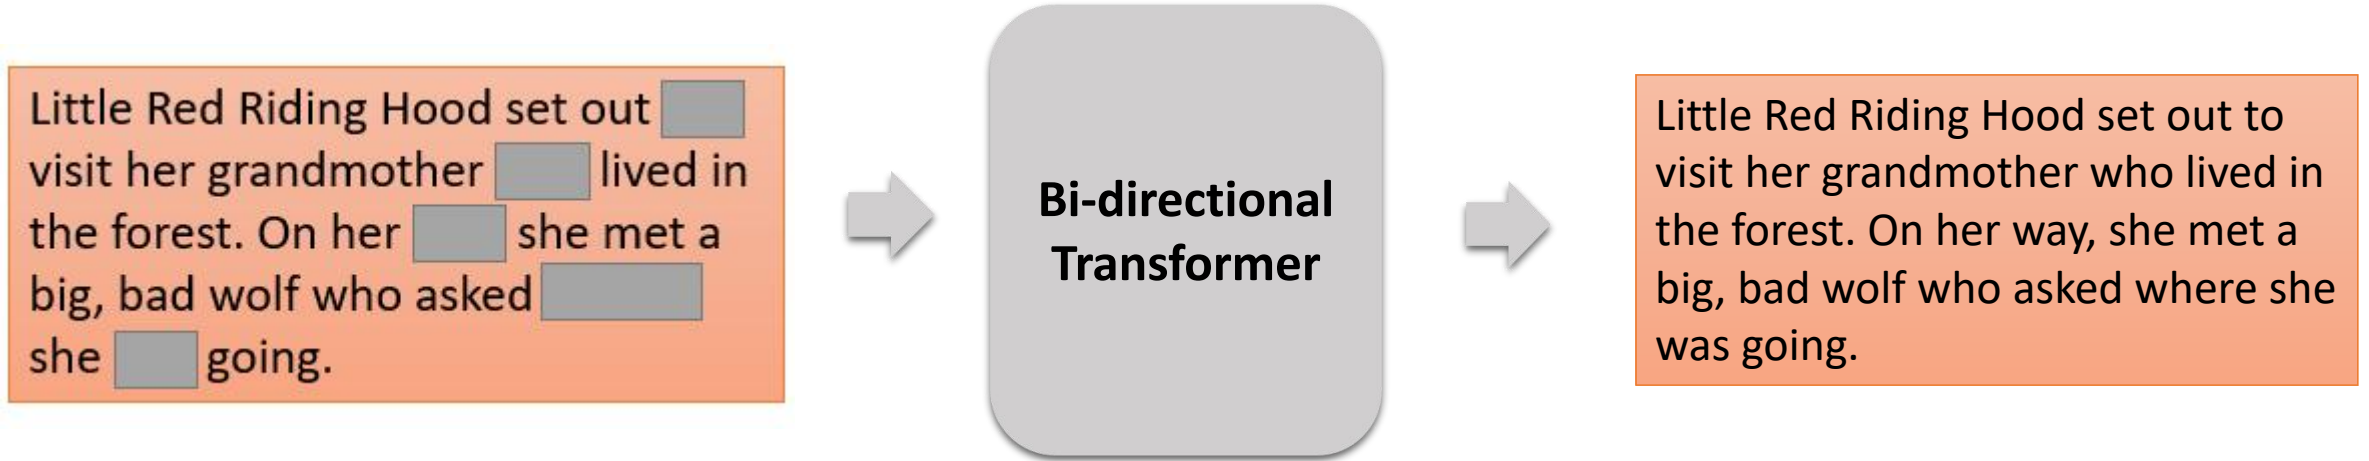 Little Red Riding Hood set out
visit her grandmother lived in
the forest. On her she met a
big, bad wolf who asked
she going.
Bi-directional
Transformer
Little Red Riding Hood set out to
visit her grandmother who lived in
the forest. On her way, she met a
big, bad wolf who asked where she
was going.